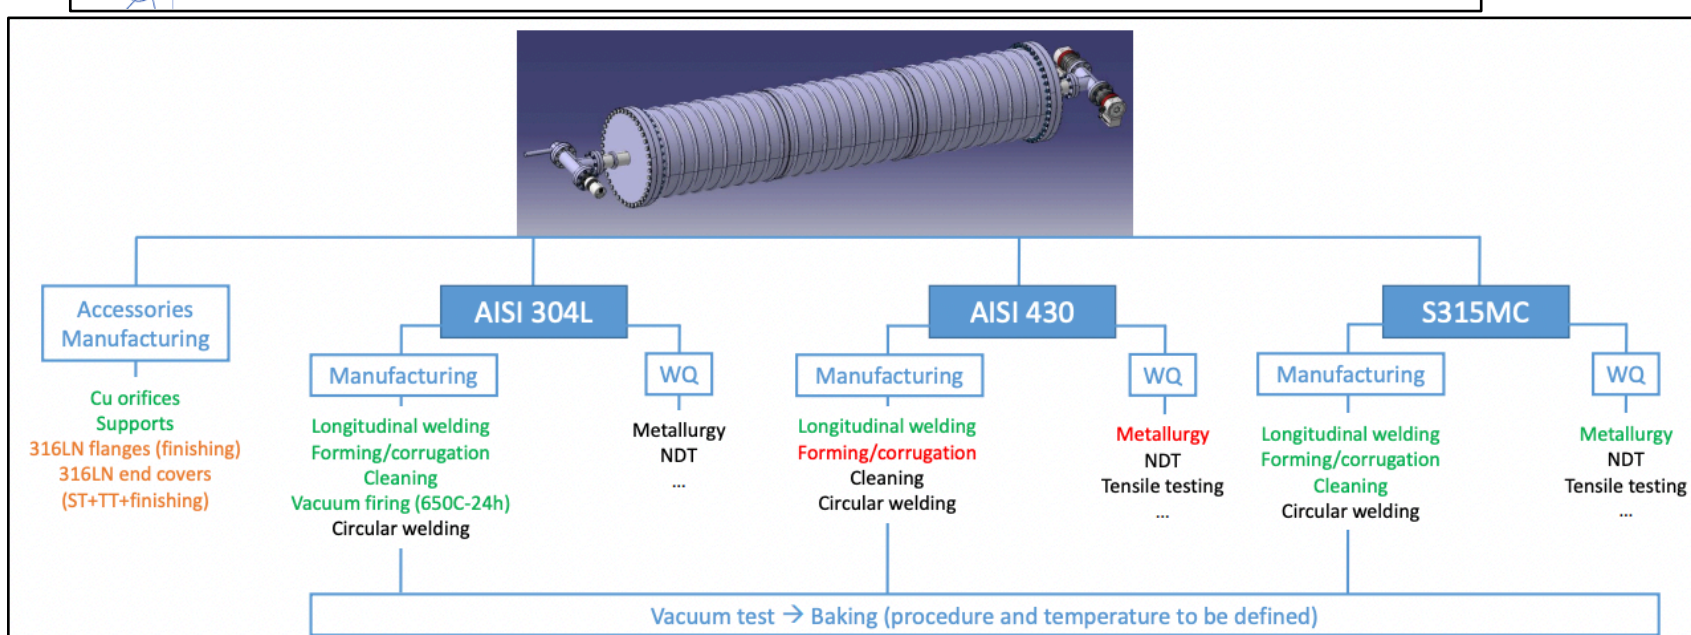 Accessories
Manufacturing
Cu orifices
Supports
316LN flanges (finishing)
316LN end covers
(ST+TT+finishing)
AISI 304L
Manufacturing
Longitudinal welding
Forming/corrugation
Cleaning
Vacuum firing (650C-24h)
Circular welding
WQ
Metallurgy
NDT
...
AISI 430
Manufacturing
Longitudinal welding
Forming/corrugation
Cleaning
Circular welding
WQ
Metallurgy
NDT
Tensile testing
...
S315MC
Manufacturing
Longitudinal welding
Forming/corrugation
Cleaning
Circular welding
WQ
Metallurgy
NDT
Tensile testing
...
Vacuum test → Baking (procedure and temperature to be defined)